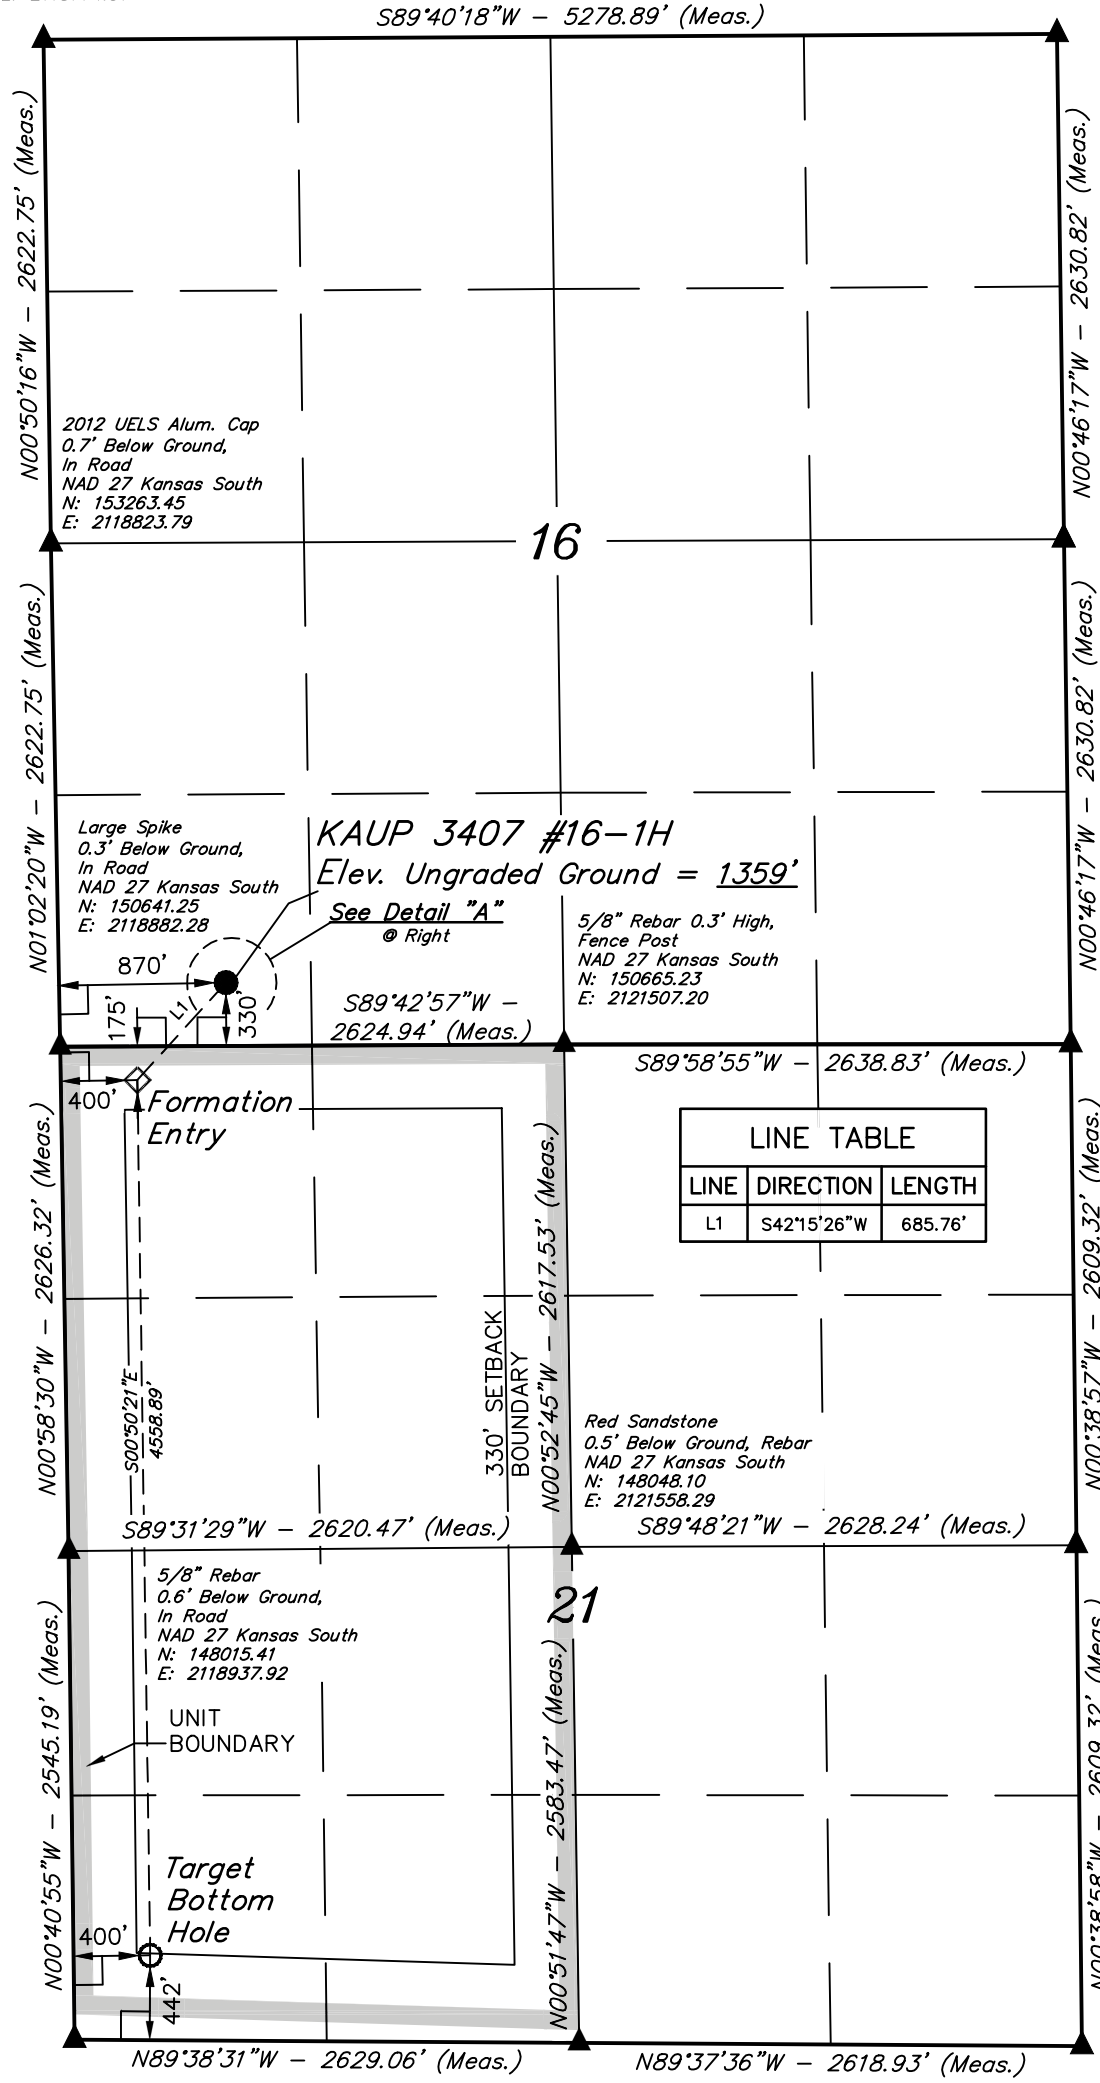 S89°40'18"W - 5278.89' (Meas.)
N00°50'16"W - 2622.75' (Meas.)
N00°46'17"W - 2630.82' (Meas.)
2012 UELS Alum. Cap
0.7' Below Ground,
In Road
NAD 27 Kansas South
N: 153263.45
E: 2118823.79
16
N01°02'20"W - 2622.75' (Meas.)
N00°46'17"W - 2630.82' (Meas.)
Large Spike
0.3' Below Ground,
In Road
NAD 27 Kansas South
N: 150641.25
E: 2118882.28
KAUP 3407 #16-1H
Elev. Ungraded Ground = 1359'
See Detail "A"
@ Right
5/8" Rebar 0.3' High,
Fence Post
NAD 27 Kansas South
N: 150665.23
E: 2121507.20
870'
175'
L1
330'
S89°42'57"W -
2624.94' (Meas.)
S89°58'55"W - 2638.83' (Meas.)
400'
Formation
Entry
LINE TABLE
LINE DIRECTION LENGTH
L1 S42°15'26"W 685.76'
N00°58'30"W - 2626.32' (Meas.)
S00°50'21"E
4558.89'
330' SETBACK
BOUNDARY
N00°52'45"W - 2617.53' (Meas.)
N00°38'57"W - 2609.32' (Meas.)
Red Sandstone
0.5' Below Ground, Rebar
NAD 27 Kansas South
N: 148048.10
E: 2121558.29
S89°31'29"W - 2620.47' (Meas.)
S89°48'21"W - 2628.24' (Meas.)
5/8" Rebar
0.6' Below Ground,
In Road
NAD 27 Kansas South
N: 148015.41
E: 2118937.92
21
UNIT
BOUNDARY
N00°40'55"W - 2545.19' (Meas.)
N00°51'47"W - 2583.47' (Meas.)
N00°38'58"W - 2609.32' (Meas.)
Target
Bottom
Hole
400'
442'
N89°38'31"W - 2629.06' (Meas.)
N89°37'36"W - 2618.93' (Meas.)